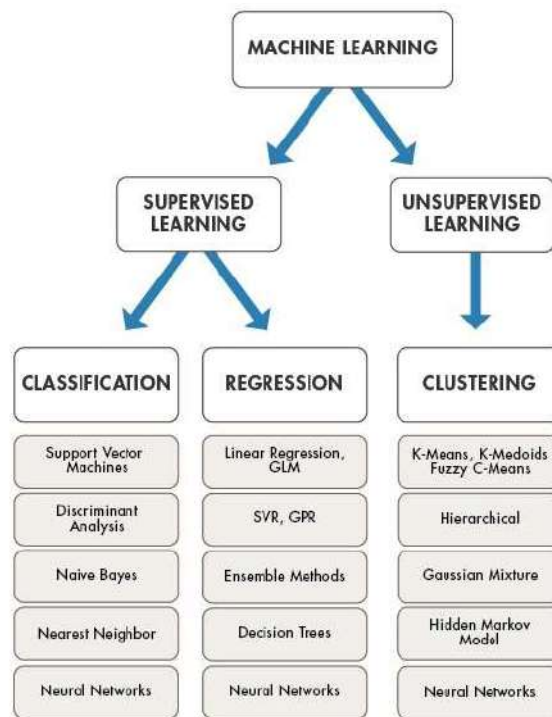 MACHINE LEARNING
SUPERVISED
LEARNING
UNSUPERVISED
LEARNING
CLASSIFICATION
Support Vector
Machines
Discriminant
Analysis
Naive Bayes
Nearest Neighbor
Neural Networks
REGRESSION
Linear Regression,
GLM
SVR, GPR
Ensemble Methods
Decision Trees
Neural Networks
CLUSTERING
K-Means, K-Medoids
Fuzzy C-Means
Hierarchical
Gaussian Mixture
Hidden Markov
Model
Neural Networks